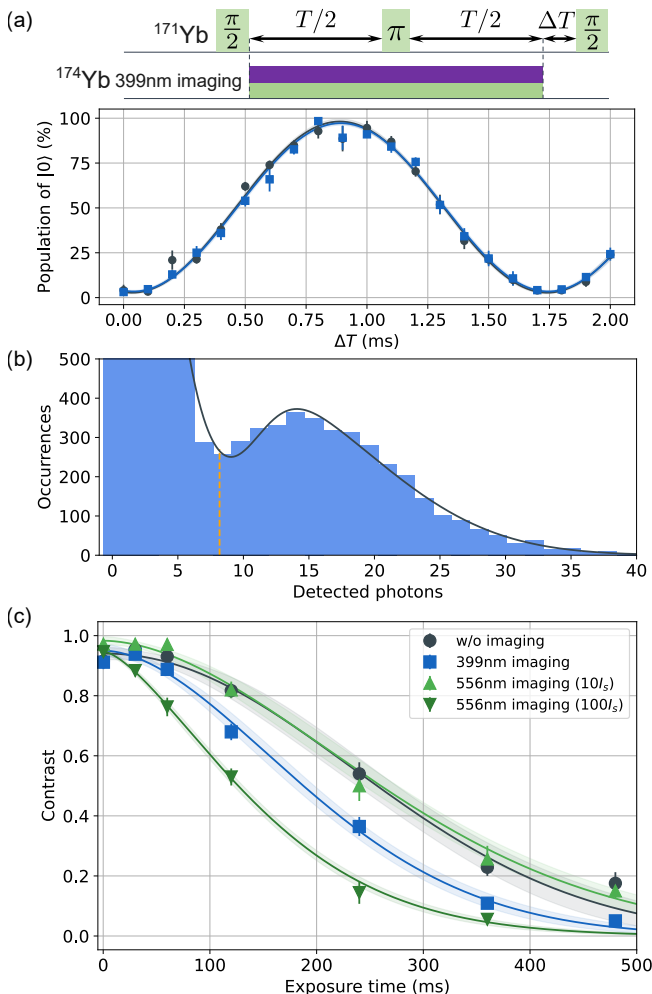 (a)
π/2 T/2 π T/2 ΔT π/2
¹⁷¹Yb
¹⁷⁴Yb 399nm imaging
Population of |0⟩ (%)
100
75
50
25
0
0.00 0.25 0.50 0.75 1.00 1.25 1.50 1.75 2.00
ΔT (ms)
(b)
Occurrences
500
400
300
200
100
0
0 5 10 15 20 25 30 35 40
Detected photons
(c)
Contrast
1.0
0.8
0.6
0.4
0.2
0.0
w/o imaging
399nm imaging
556nm imaging (10Iₛ)
556nm imaging (100Iₛ)
0 100 200 300 400 500
Exposure time (ms)